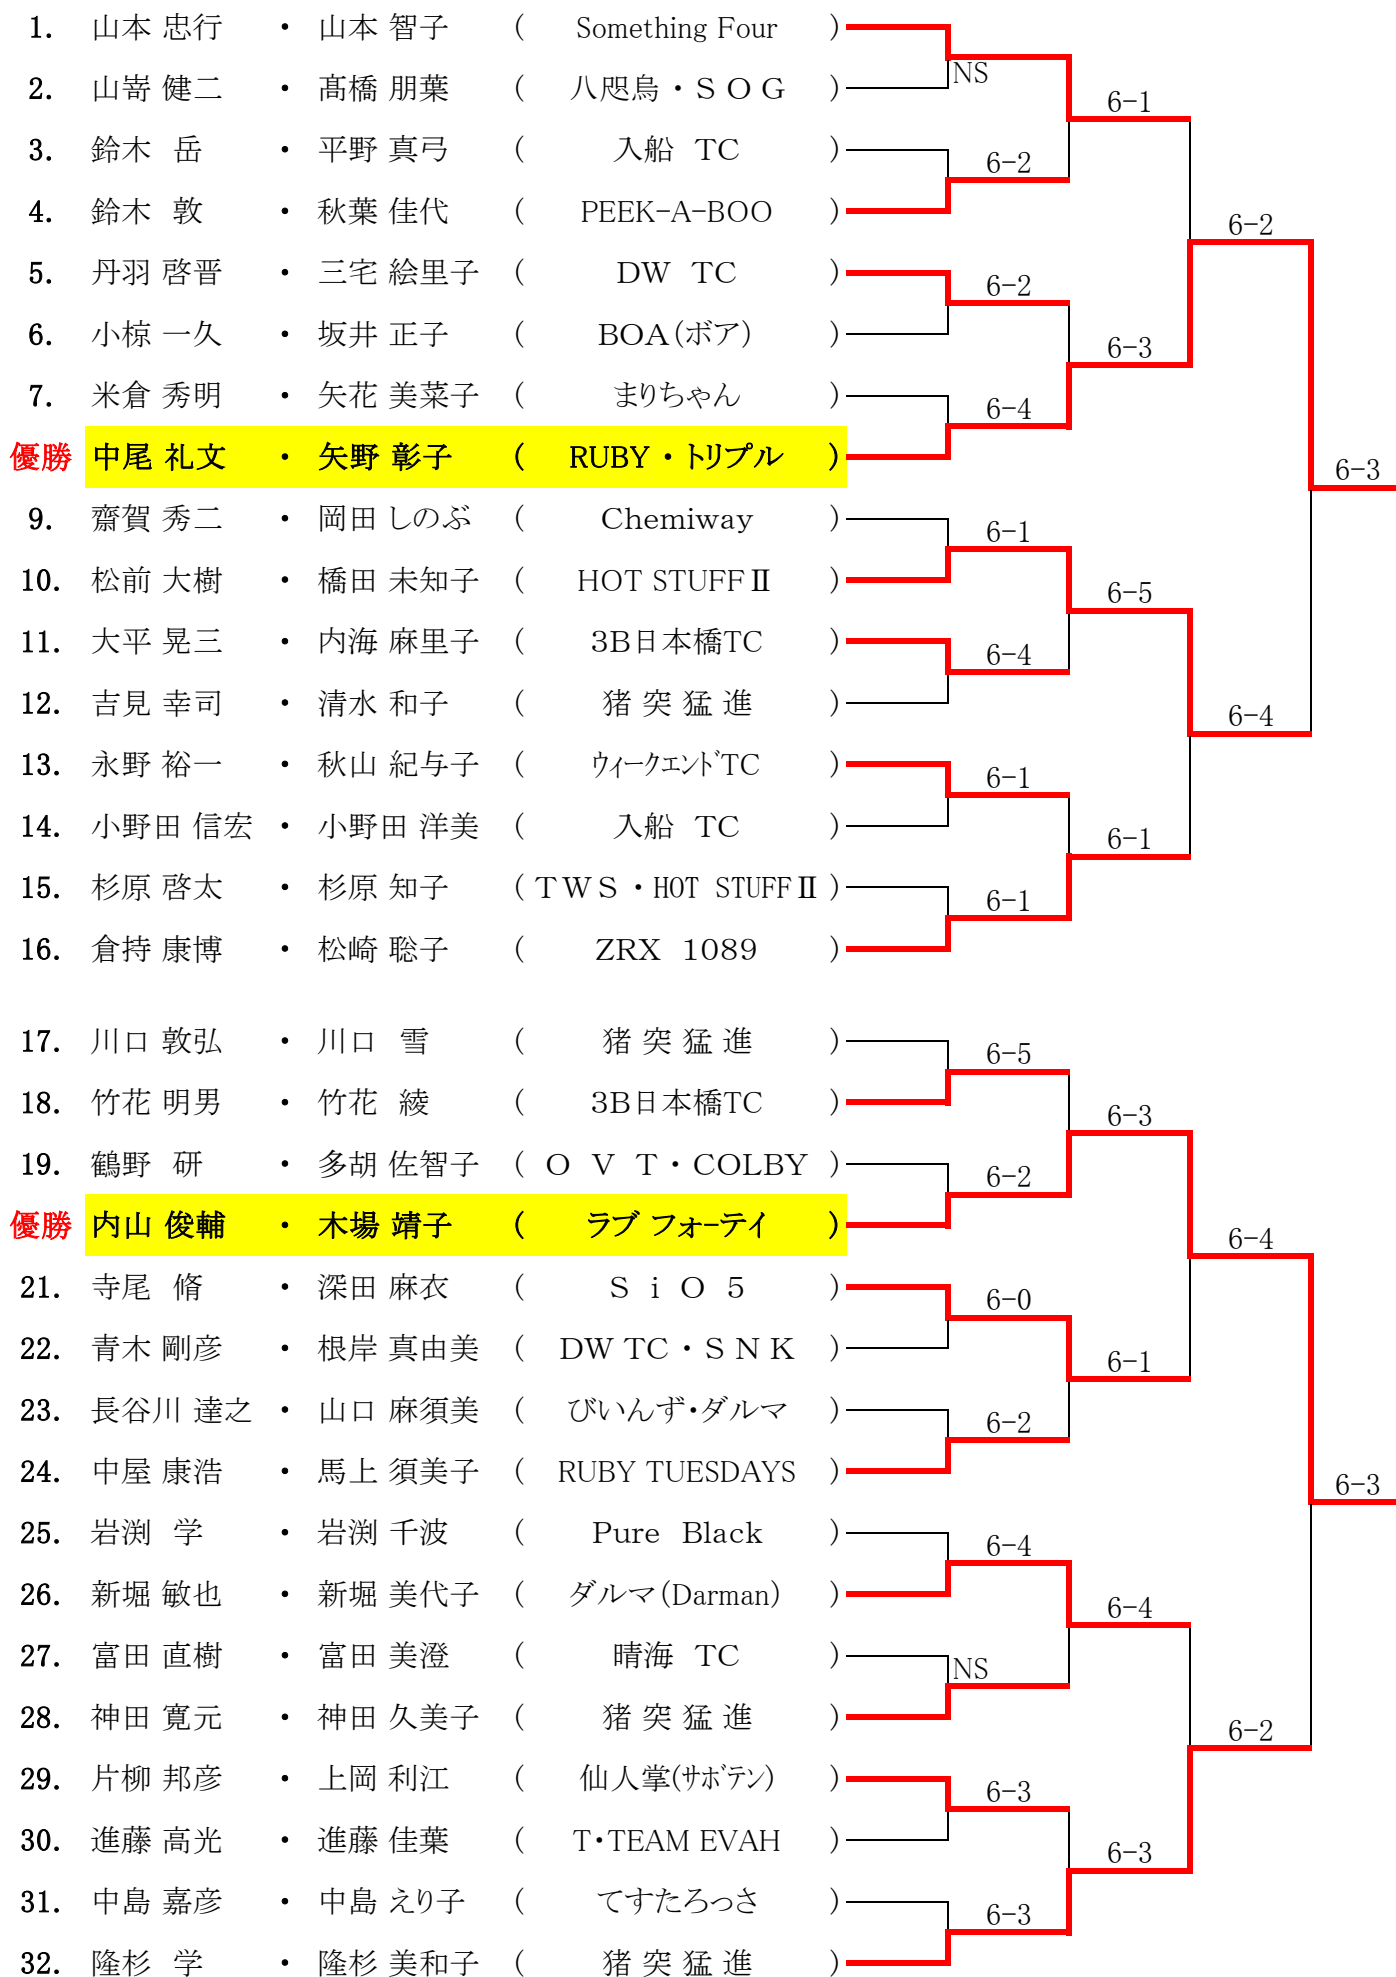 1. 山本 忠行 ・ 山本 智子 ( Something Four )
NS
2. 山嵜 健二 ・ 髙橋 朋葉 ( 八咫烏・ＳＯＧ )
6-1
3. 鈴木 岳 ・ 平野 真弓 ( 入船 TC )
6-2
4. 鈴木 敦 ・ 秋葉 佳代 ( PEEK-A-BOO )
6-2
5. 丹羽 啓晋 ・ 三宅 絵里子 ( DW TC )
6-2
6. 小椋 一久 ・ 坂井 正子 ( BOA(ボア) )
6-3
7. 米倉 秀明 ・ 矢花 美菜子 ( まりちゃん )
6-4
優勝 中尾 礼文 ・ 矢野 彰子 ( RUBY・トリプル )
6-3
9. 齋賀 秀二 ・ 岡田 しのぶ ( Chemiway )
6-1
10. 松前 大樹 ・ 橋田 未知子 ( HOT STUFFⅡ )
6-5
11. 大平 晃三 ・ 内海 麻里子 ( 3B日本橋TC )
6-4
12. 吉見 幸司 ・ 清水 和子 ( 猪 突 猛 進 )
6-4
13. 永野 裕一 ・ 秋山 紀与子 ( ウィークエンドTC )
6-1
14. 小野田 信宏 ・ 小野田 洋美 ( 入船 TC )
6-1
15. 杉原 啓太 ・ 杉原 知子 ( ＴＷＳ・HOT STUFFⅡ )
6-1
16. 倉持 康博 ・ 松崎 聡子 ( ZRX 1089 )
17. 川口 敦弘 ・ 川口 雪 ( 猪 突 猛 進 )
6-5
18. 竹花 明男 ・ 竹花 綾 ( 3B日本橋TC )
6-3
19. 鶴野 研 ・ 多胡 佐智子 ( Ｏ Ｖ Ｔ・COLBY )
6-2
優勝 内山 俊輔 ・ 木場 靖子 ( ラブ フォーテイ )
6-4
21. 寺尾 脩 ・ 深田 麻衣 ( Ｓｉ Ｏ ５ )
6-0
22. 青木 剛彦 ・ 根岸 真由美 ( DW TC・ＳＮＫ )
6-1
23. 長谷川 達之 ・ 山口 麻須美 ( びいんず・ダルマ )
6-2
24. 中屋 康浩 ・ 馬上 須美子 ( RUBY TUESDAYS )
6-3
25. 岩渕 学 ・ 岩渕 千波 ( Pure Black )
6-4
26. 新堀 敏也 ・ 新堀 美代子 ( ダルマ(Darman) )
6-4
27. 富田 直樹 ・ 富田 美澄 ( 晴海 TC )
NS
28. 神田 寛元 ・ 神田 久美子 ( 猪 突 猛 進 )
6-2
29. 片柳 邦彦 ・ 上岡 利江 ( 仙人掌(サボテン) )
6-3
30. 進藤 高光 ・ 進藤 佳葉 ( T・TEAM EVAH )
6-3
31. 中島 嘉彦 ・ 中島 えり子 ( てすたろっさ )
6-3
32. 隆杉 学 ・ 隆杉 美和子 ( 猪 突 猛 進 )